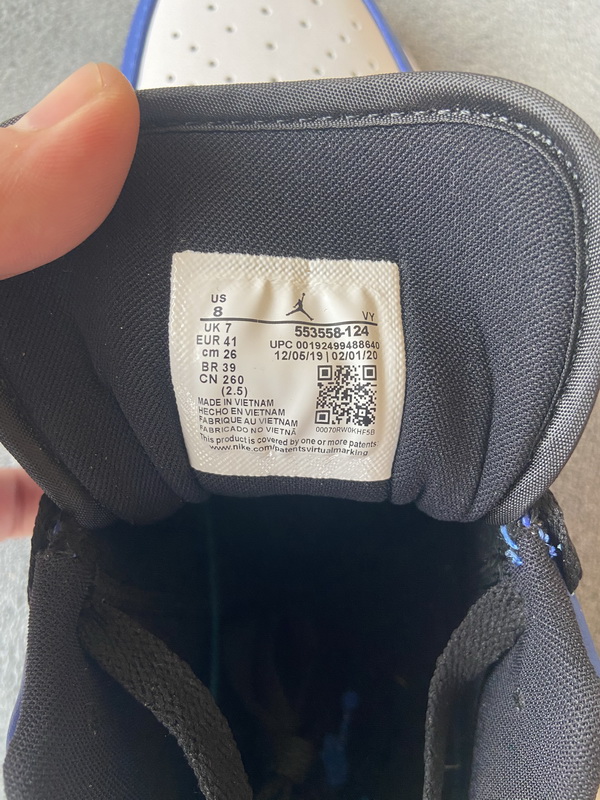 US
8
VY
UK 7
553558-124
EUR 41
UPC 00192499488640
cm 26
12/05/19 | 02/01/20
BR 39
CN 260
(2.5)
00070RW0KHF5B
MADE IN VIETNAM
HECHO EN VIETNAM
FABRIQUE AU VIETNAM
FABRICADO NO VIETNÃ
This product is covered by one or more patents
www.nike.com/patentsvirtualmarking